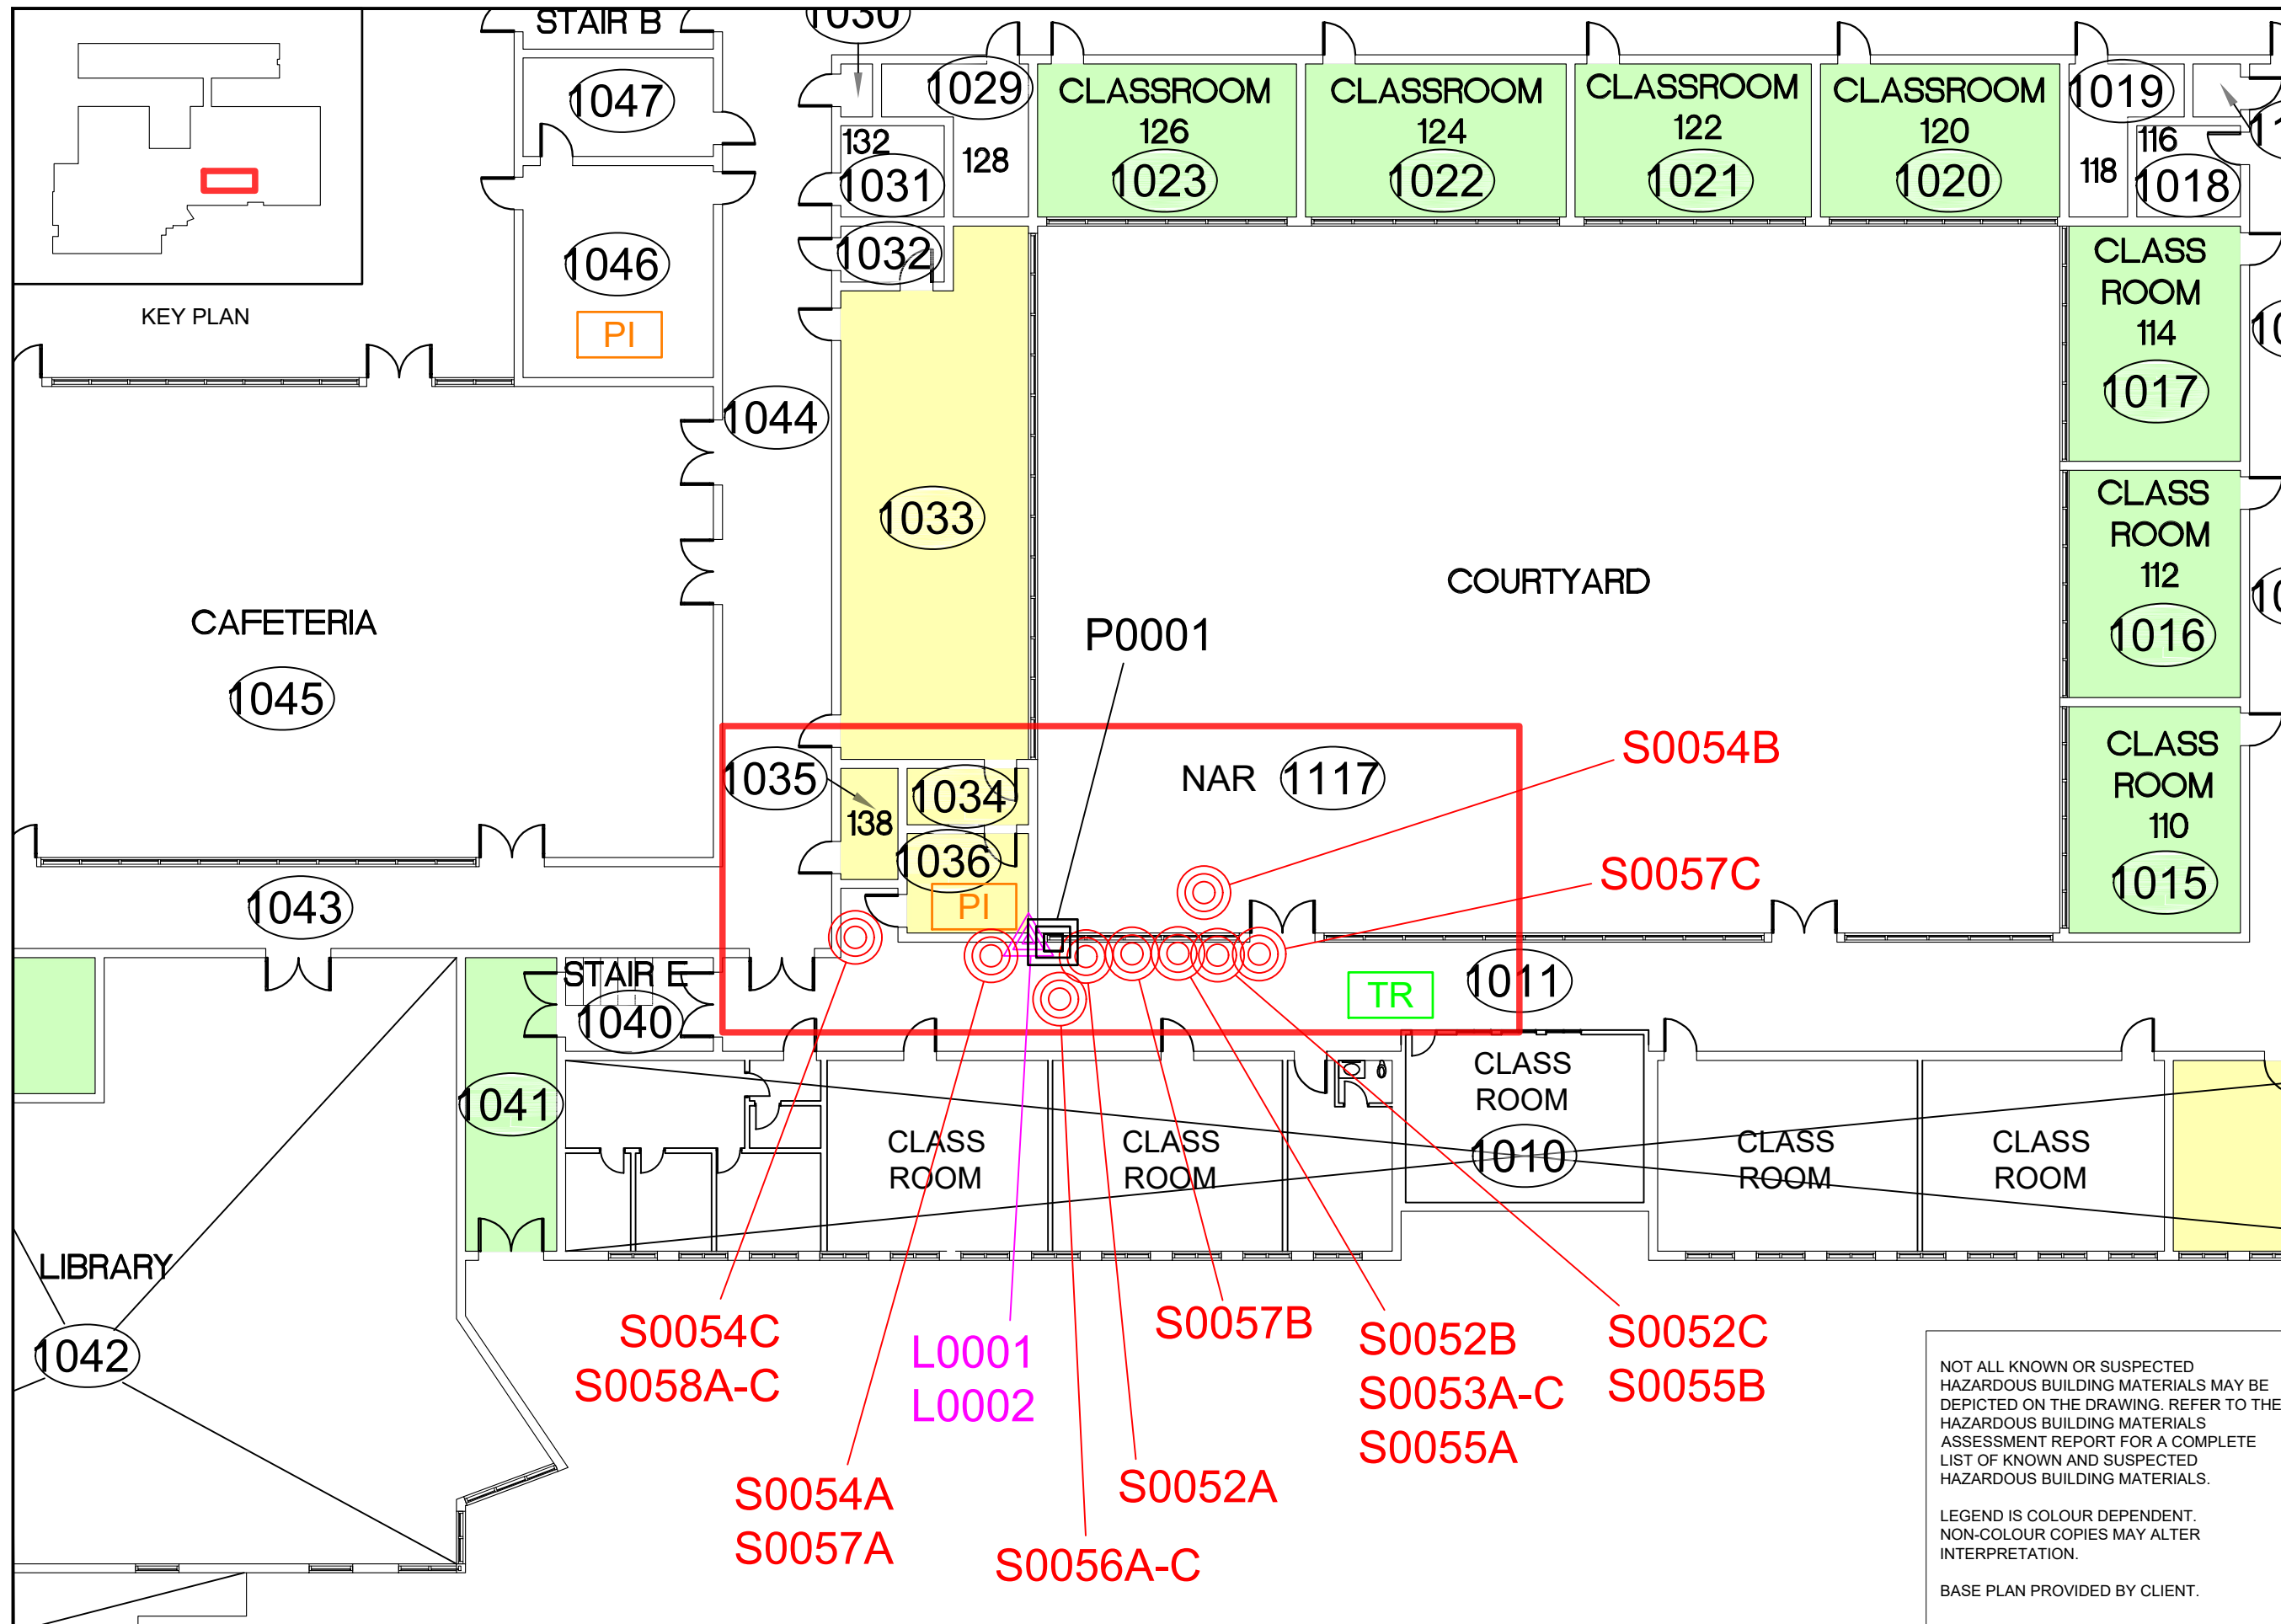 STAIR B
1030
1047
1029
132
1031
128
CLASSROOM
126
1023
CLASSROOM
124
1022
CLASSROOM
122
1021
CLASSROOM
120
1020
1019
116
118
1018
1046
PI
1032
KEY PLAN
CLASS
ROOM
114
1017
1044
1033
CLASS
ROOM
112
1016
COURTYARD
CAFETERIA
1045
P0001
S0054B
NAR 1117
1035
1034
138
1036
PI
CLASS
ROOM
110
1015
S0057C
1043
STAIR E
1040
TR
1011
1041
CLASS
ROOM
CLASS
ROOM
CLASS
ROOM
1010
CLASS
ROOM
CLASS
ROOM
LIBRARY
1042
S0054C
S0058A-C
L0001
L0002
S0057B
S0052B
S0053A-C
S0055A
S0052C
S0055B
S0054A
S0057A
S0052A
S0056A-C
NOT ALL KNOWN OR SUSPECTED
HAZARDOUS BUILDING MATERIALS MAY BE
DEPICTED ON THE DRAWING. REFER TO THE
HAZARDOUS BUILDING MATERIALS
ASSESSMENT REPORT FOR A COMPLETE
LIST OF KNOWN AND SUSPECTED
HAZARDOUS BUILDING MATERIALS.
LEGEND IS COLOUR DEPENDENT.
NON-COLOUR COPIES MAY ALTER
INTERPRETATION.
BASE PLAN PROVIDED BY CLIENT.